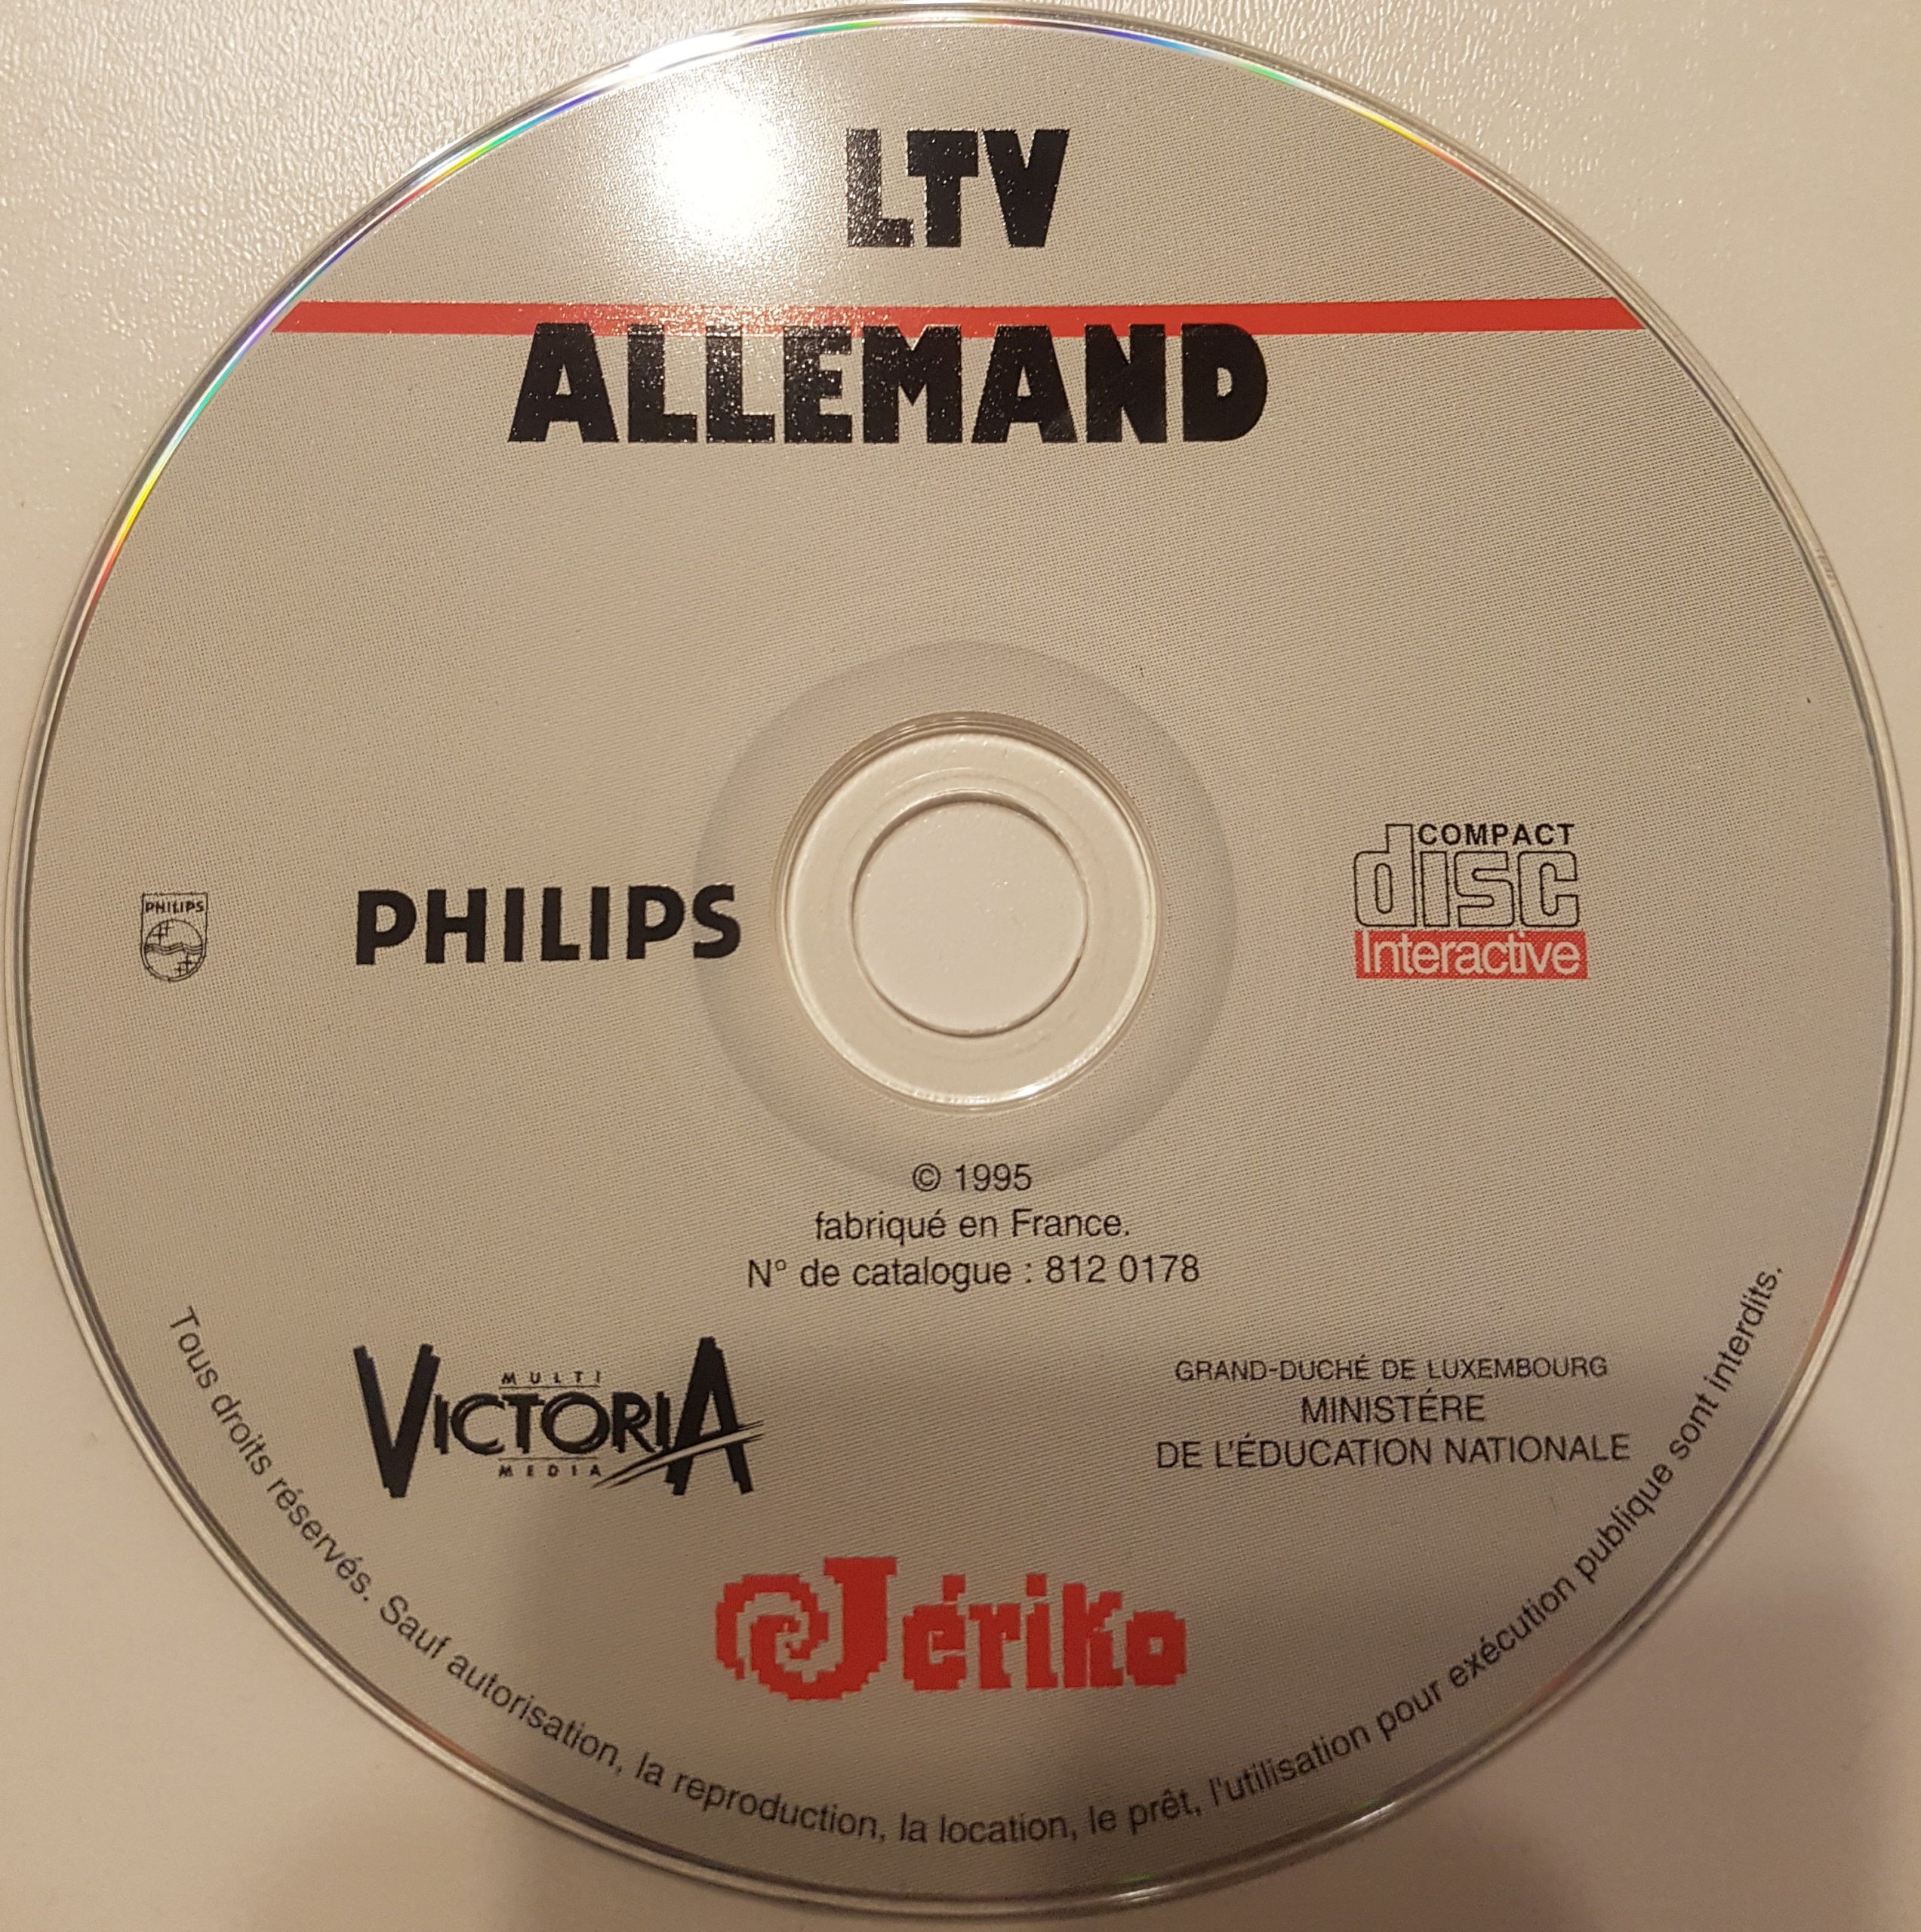 LTV
ALLEMAND
PHILIPS
PHILIPS
COMPACT
disc
Interactive
© 1995
fabriqué en France.
N° de catalogue : 812 0178
MULTI
VICTORIA
MEDIA
GRAND-DUCHÉ DE LUXEMBOURG
MINISTÉRE
DE L'ÉDUCATION NATIONALE
Jériko
Tous droits réservés. Sauf autorisation, la reproduction, la location, le prêt, l'utilisation pour exécution publique sont interdits.